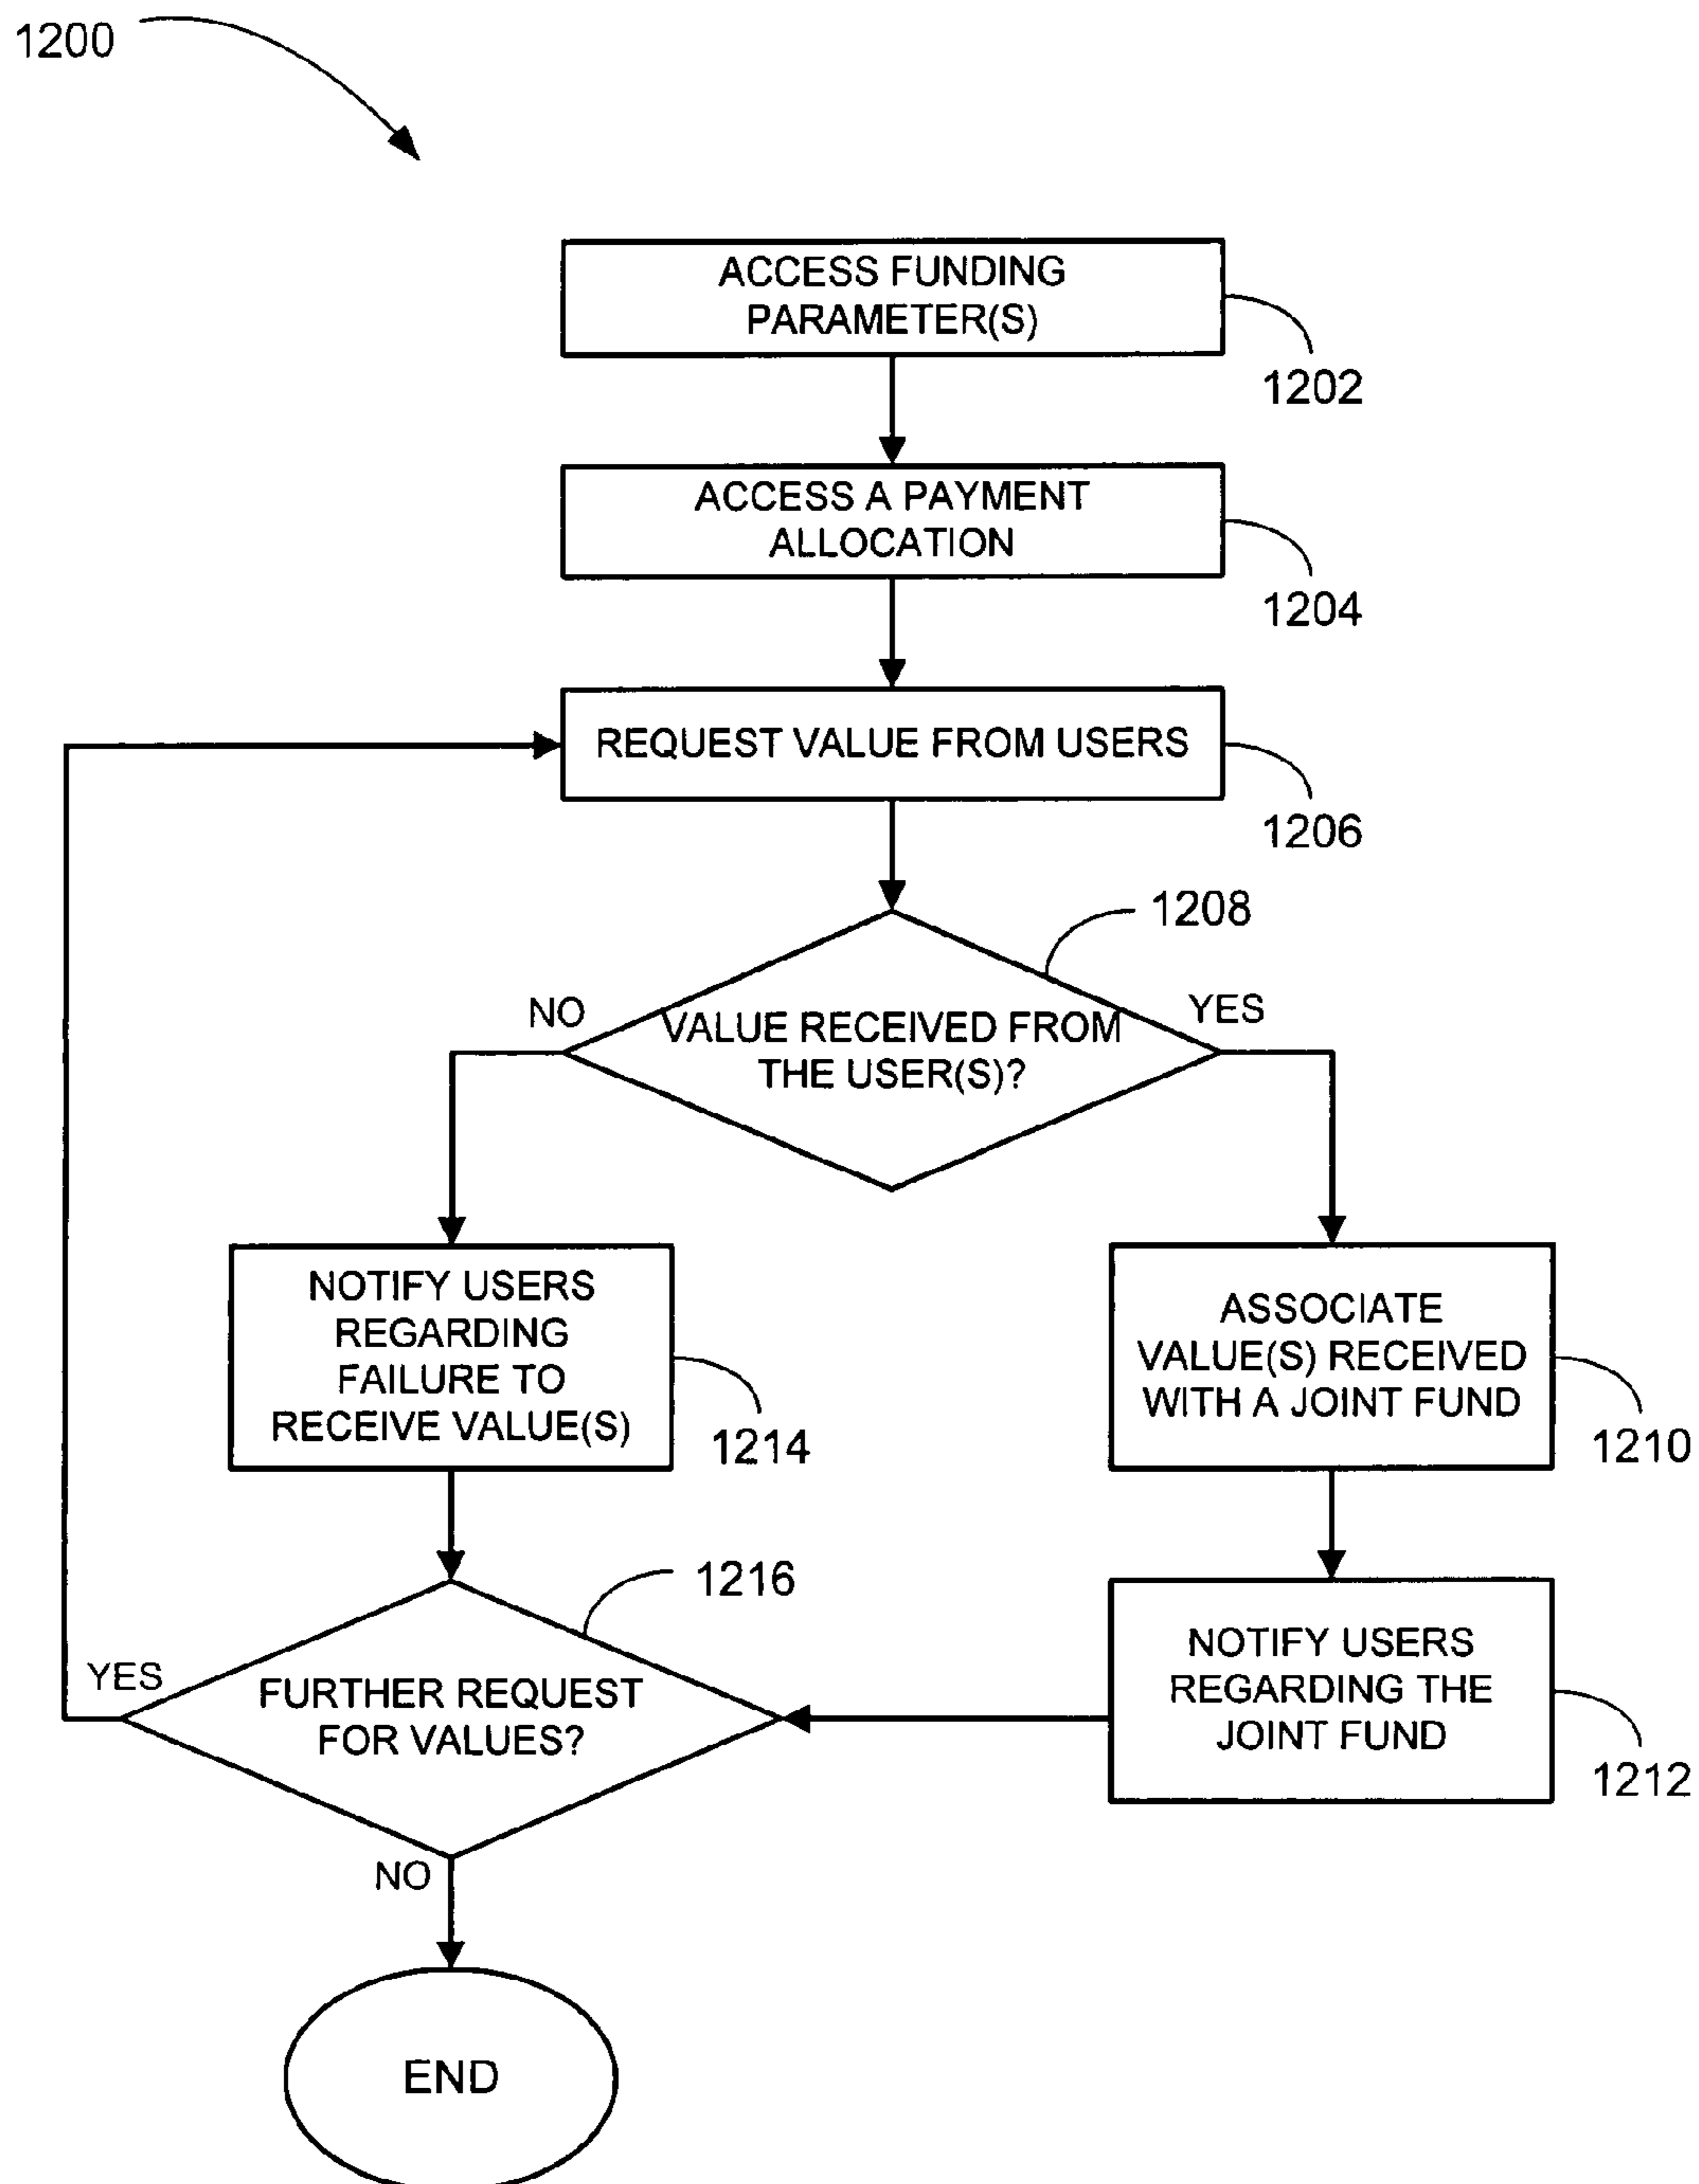 1200
ACCESS FUNDING
PARAMETER(S)
1202
ACCESS A PAYMENT
ALLOCATION
1204
REQUEST VALUE FROM USERS
1206
1208
NO
YES
VALUE RECEIVED FROM
THE USER(S)?
NOTIFY USERS
REGARDING
FAILURE TO
RECEIVE VALUE(S)
1214
ASSOCIATE
VALUE(S) RECEIVED
WITH A JOINT FUND
1210
1216
YES
FURTHER REQUEST
FOR VALUES?
NOTIFY USERS
REGARDING THE
JOINT FUND
1212
NO
END